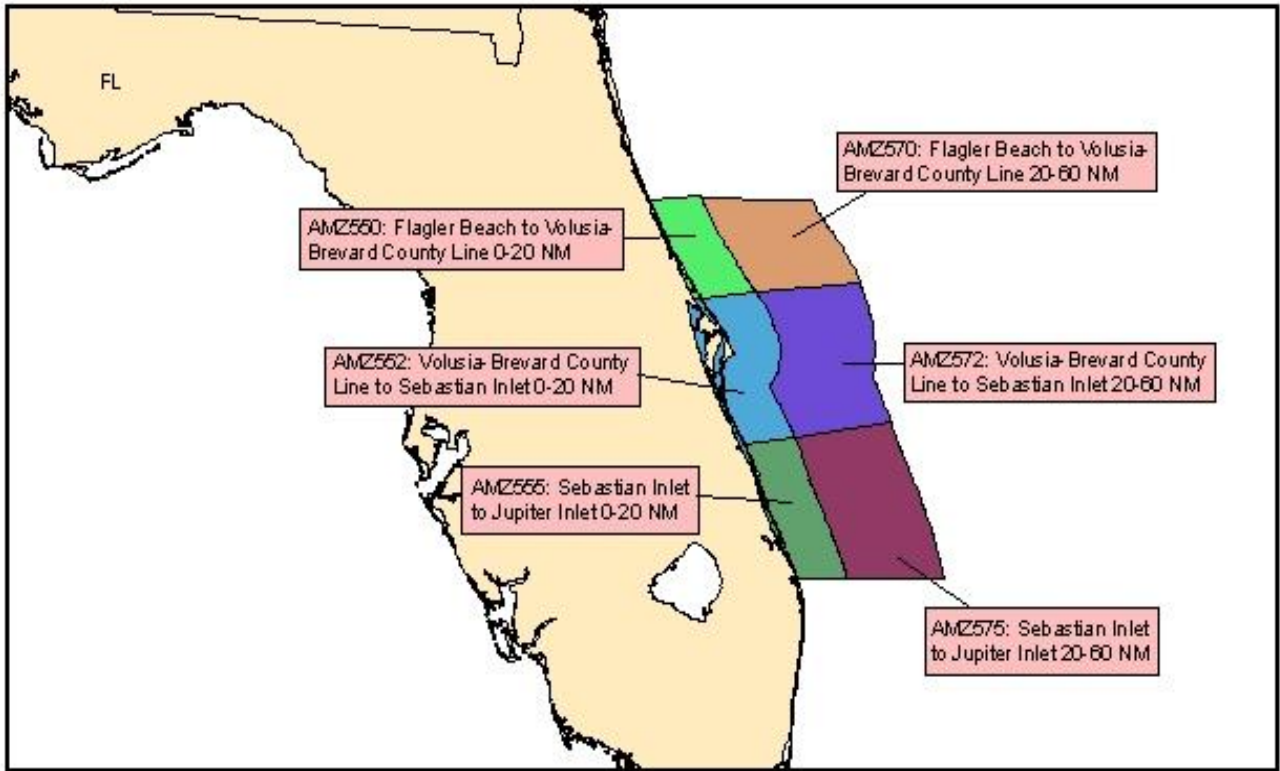 FL
AMZ570: Flagler Beach to Volusia-
Brevard County Line 20-60 NM
AMZ550: Flagler Beach to Volusia-
Brevard County Line 0-20 NM
AMZ552: Volusia-Brevard County
Line to Sebastian Inlet 0-20 NM
AMZ572: Volusia-Brevard County
Line to Sebastian Inlet 20-60 NM
AMZ555: Sebastian Inlet
to Jupiter Inlet 0-20 NM
AMZ575: Sebastian Inlet
to Jupiter Inlet 20-60 NM